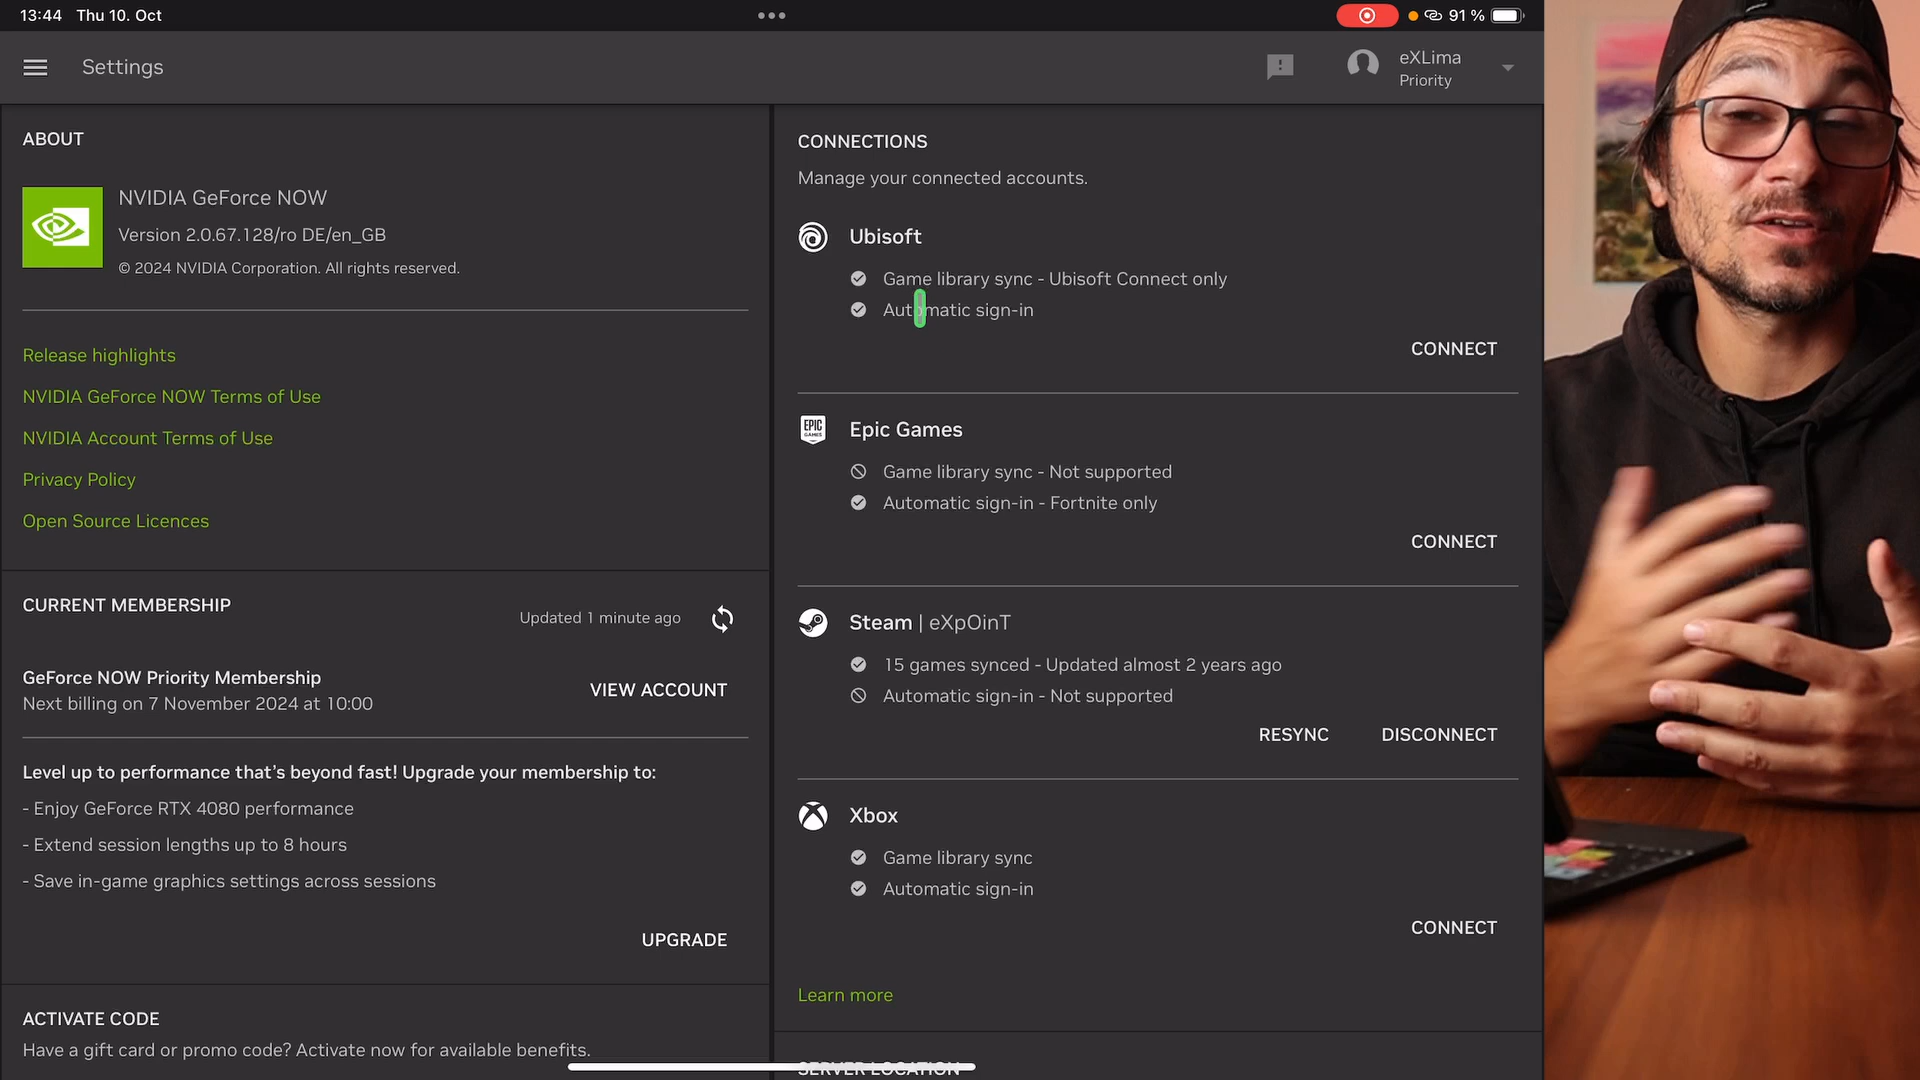 13:44 Thu 10. Oct
91 %
Settings
eXLima
Priority
ABOUT
NVIDIA GeForce NOW
Version 2.0.67.128/ro DE/en_GB
© 2024 NVIDIA Corporation. All rights reserved.
Release highlights
NVIDIA GeForce NOW Terms of Use
NVIDIA Account Terms of Use
Privacy Policy
Open Source Licences
CURRENT MEMBERSHIP
Updated 1 minute ago
GeForce NOW Priority Membership
Next billing on 7 November 2024 at 10:00
VIEW ACCOUNT
Level up to performance that’s beyond fast! Upgrade your membership to:
- Enjoy GeForce RTX 4080 performance
- Extend session lengths up to 8 hours
- Save in-game graphics settings across sessions
UPGRADE
ACTIVATE CODE
Have a gift card or promo code? Activate now for available benefits.
CONNECTIONS
Manage your connected accounts.
Ubisoft
Game library sync - Ubisoft Connect only
Automatic sign-in
CONNECT
EPIC
GAMES
Epic Games
Game library sync - Not supported
Automatic sign-in - Fortnite only
CONNECT
Steam | eXpOinT
15 games synced - Updated almost 2 years ago
Automatic sign-in - Not supported
RESYNC DISCONNECT
Xbox
Game library sync
Automatic sign-in
CONNECT
Learn more
SERVER LOCATION